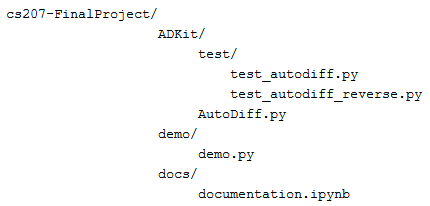 cs207-FinalProject/
ADKit/
test/
test_autodiff.py
test_autodiff_reverse.py
AutoDiff.py
demo/
demo.py
docs/
documentation.ipynb